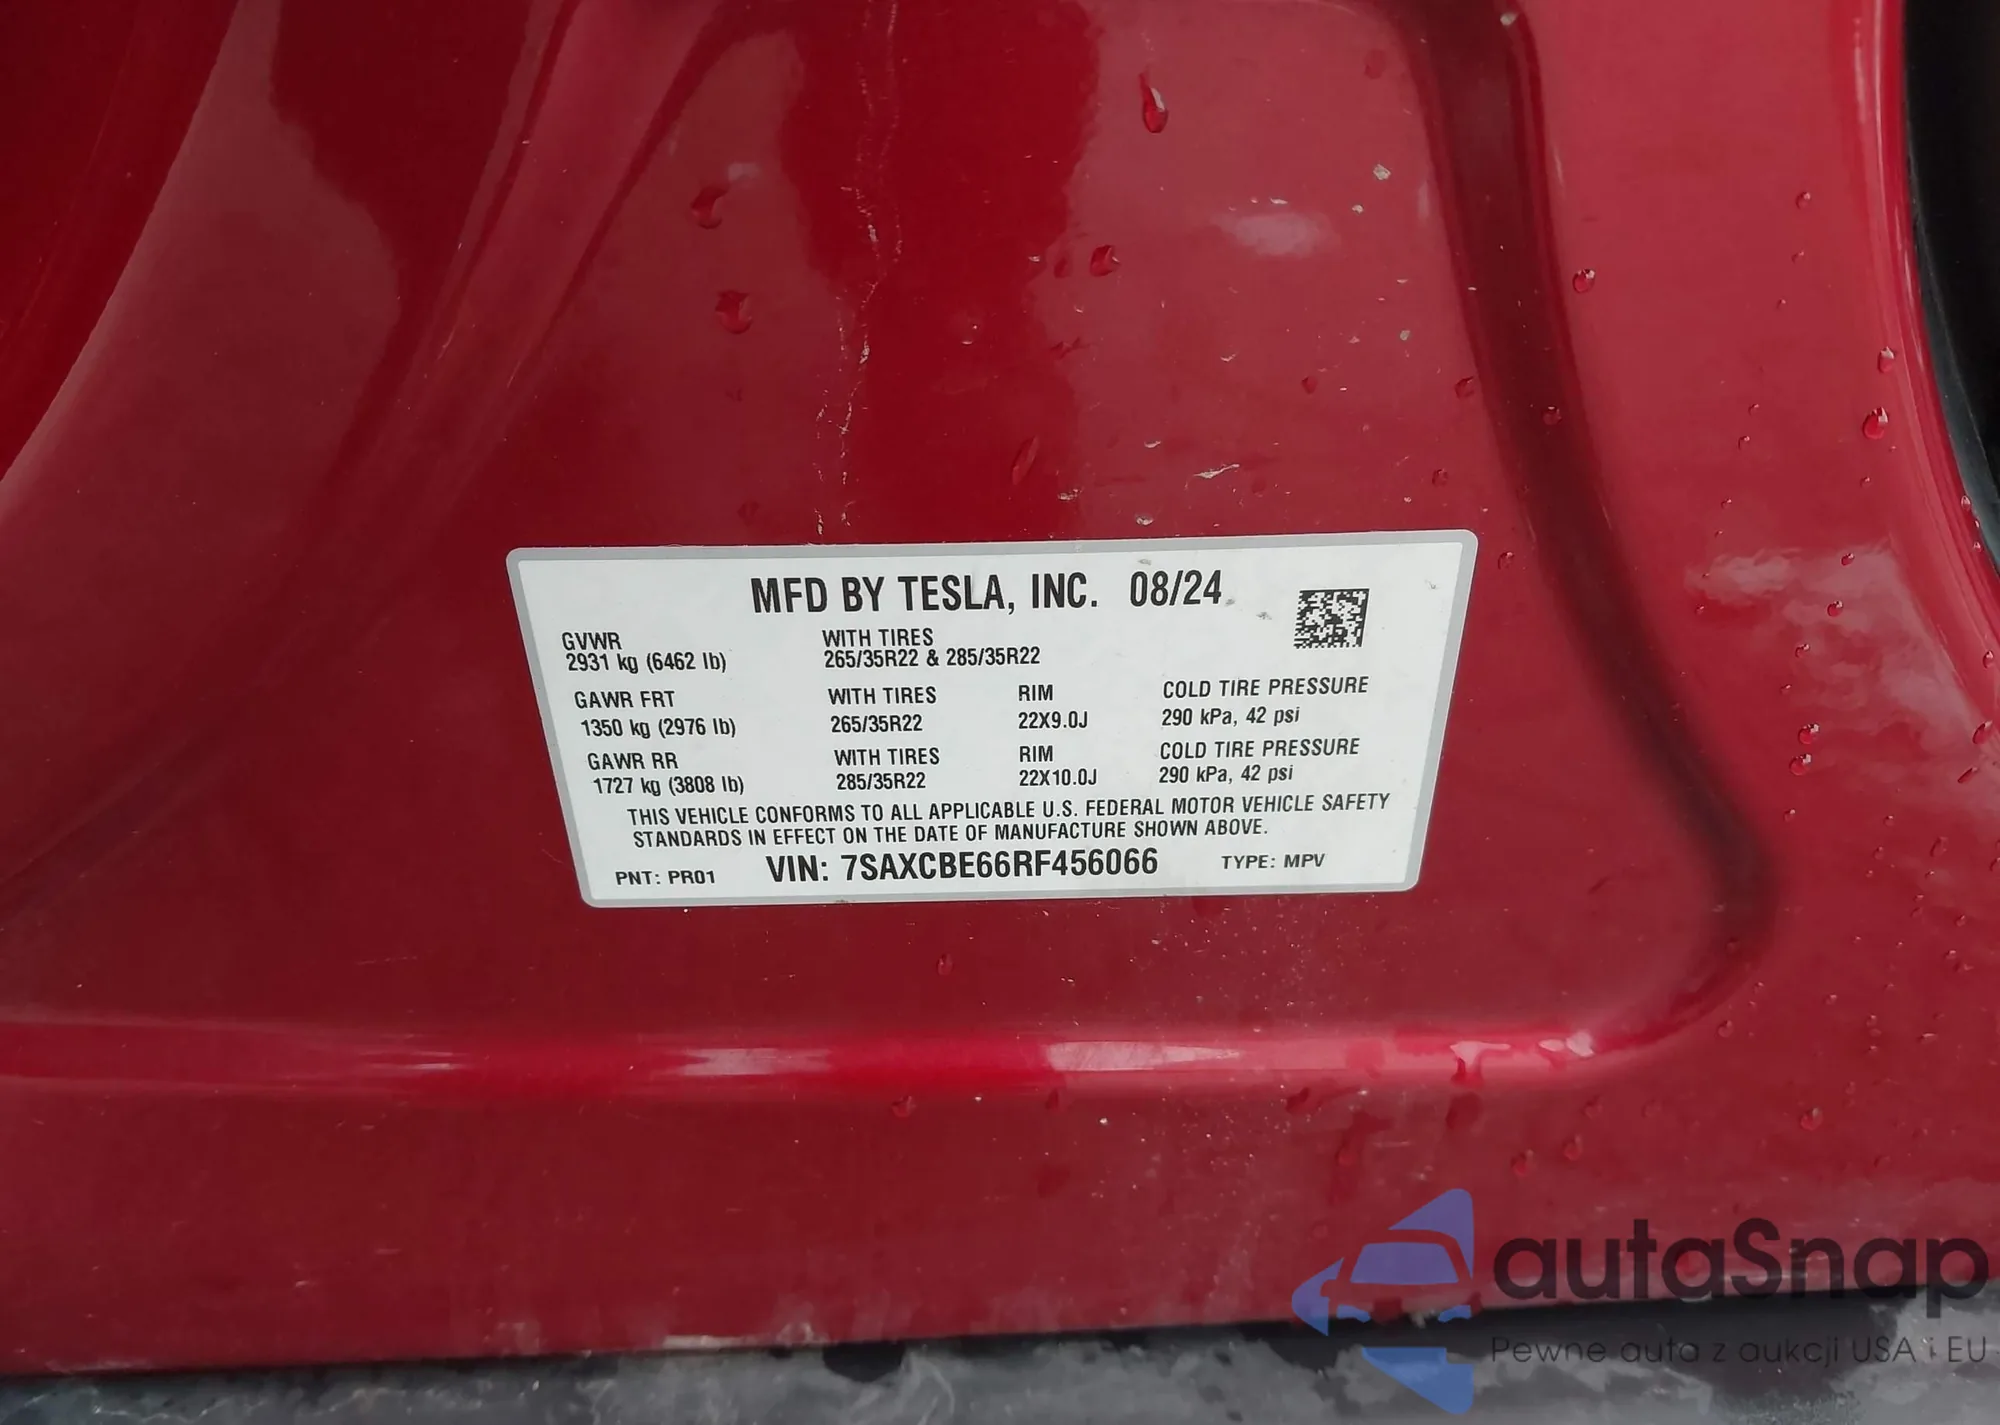 MFD BY TESLA, INC. 08/24
GVWR WITH TIRES
2931 kg (6462 lb) 265/35R22 & 285/35R22
GAWR FRT WITH TIRES RIM COLD TIRE PRESSURE
1350 kg (2976 lb) 265/35R22 22X9.0J 290 kPa, 42 psi
GAWR RR WITH TIRES RIM COLD TIRE PRESSURE
1727 kg (3808 lb) 285/35R22 22X10.0J 290 kPa, 42 psi
THIS VEHICLE CONFORMS TO ALL APPLICABLE U.S. FEDERAL MOTOR VEHICLE SAFETY
STANDARDS IN EFFECT ON THE DATE OF MANUFACTURE SHOWN ABOVE.
PNT: PR01 VIN: 7SAXCBE66RF456066 TYPE: MPV
autaSnap
Pewne auta z aukcji USA i EU